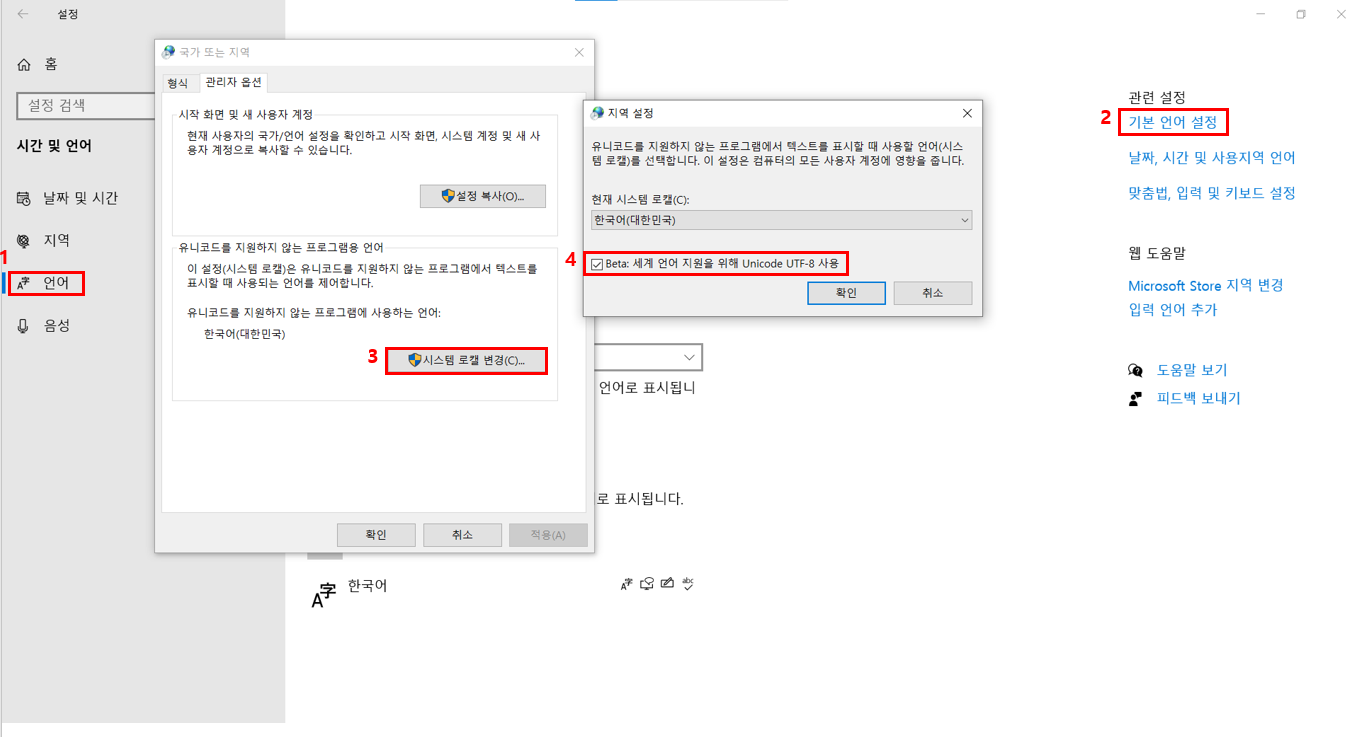 설정
홈
설정 검색
시간 및 언어
날짜 및 시간
지역
1
언어
음성
국가 또는 지역
형식
관리자 옵션
시작 화면 및 새 사용자 계정
현재 사용자의 국가/언어 설정을 확인하고 시작 화면, 시스템 계정 및 새 사
용자 계정으로 복사할 수 있습니다.
설정 복사(O)...
유니코드를 지원하지 않는 프로그램용 언어
이 설정(시스템 로캘)은 유니코드를 지원하지 않는 프로그램에서 텍스트를
표시할 때 사용되는 언어를 제어합니다.
유니코드를 지원하지 않는 프로그램에 사용하는 언어:
한국어(대한민국)
3
시스템 로캘 변경(C)...
확인
취소
적용(A)
지역 설정
유니코드를 지원하지 않는 프로그램에서 텍스트를 표시할 때 사용할 언어(시스
템 로캘)를 선택합니다. 이 설정은 컴퓨터의 모든 사용자 계정에 영향을 줍니다.
현재 시스템 로캘(C):
한국어(대한민국)
4
Beta: 세계 언어 지원을 위해 Unicode UTF-8 사용
확인
취소
언어로 표시됩니
로 표시됩니다.
A字
한국어
관련 설정
2
기본 언어 설정
날짜, 시간 및 사용지역 언어
맞춤법, 입력 및 키보드 설정
웹 도움말
Microsoft Store 지역 변경
입력 언어 추가
도움말 보기
피드백 보내기